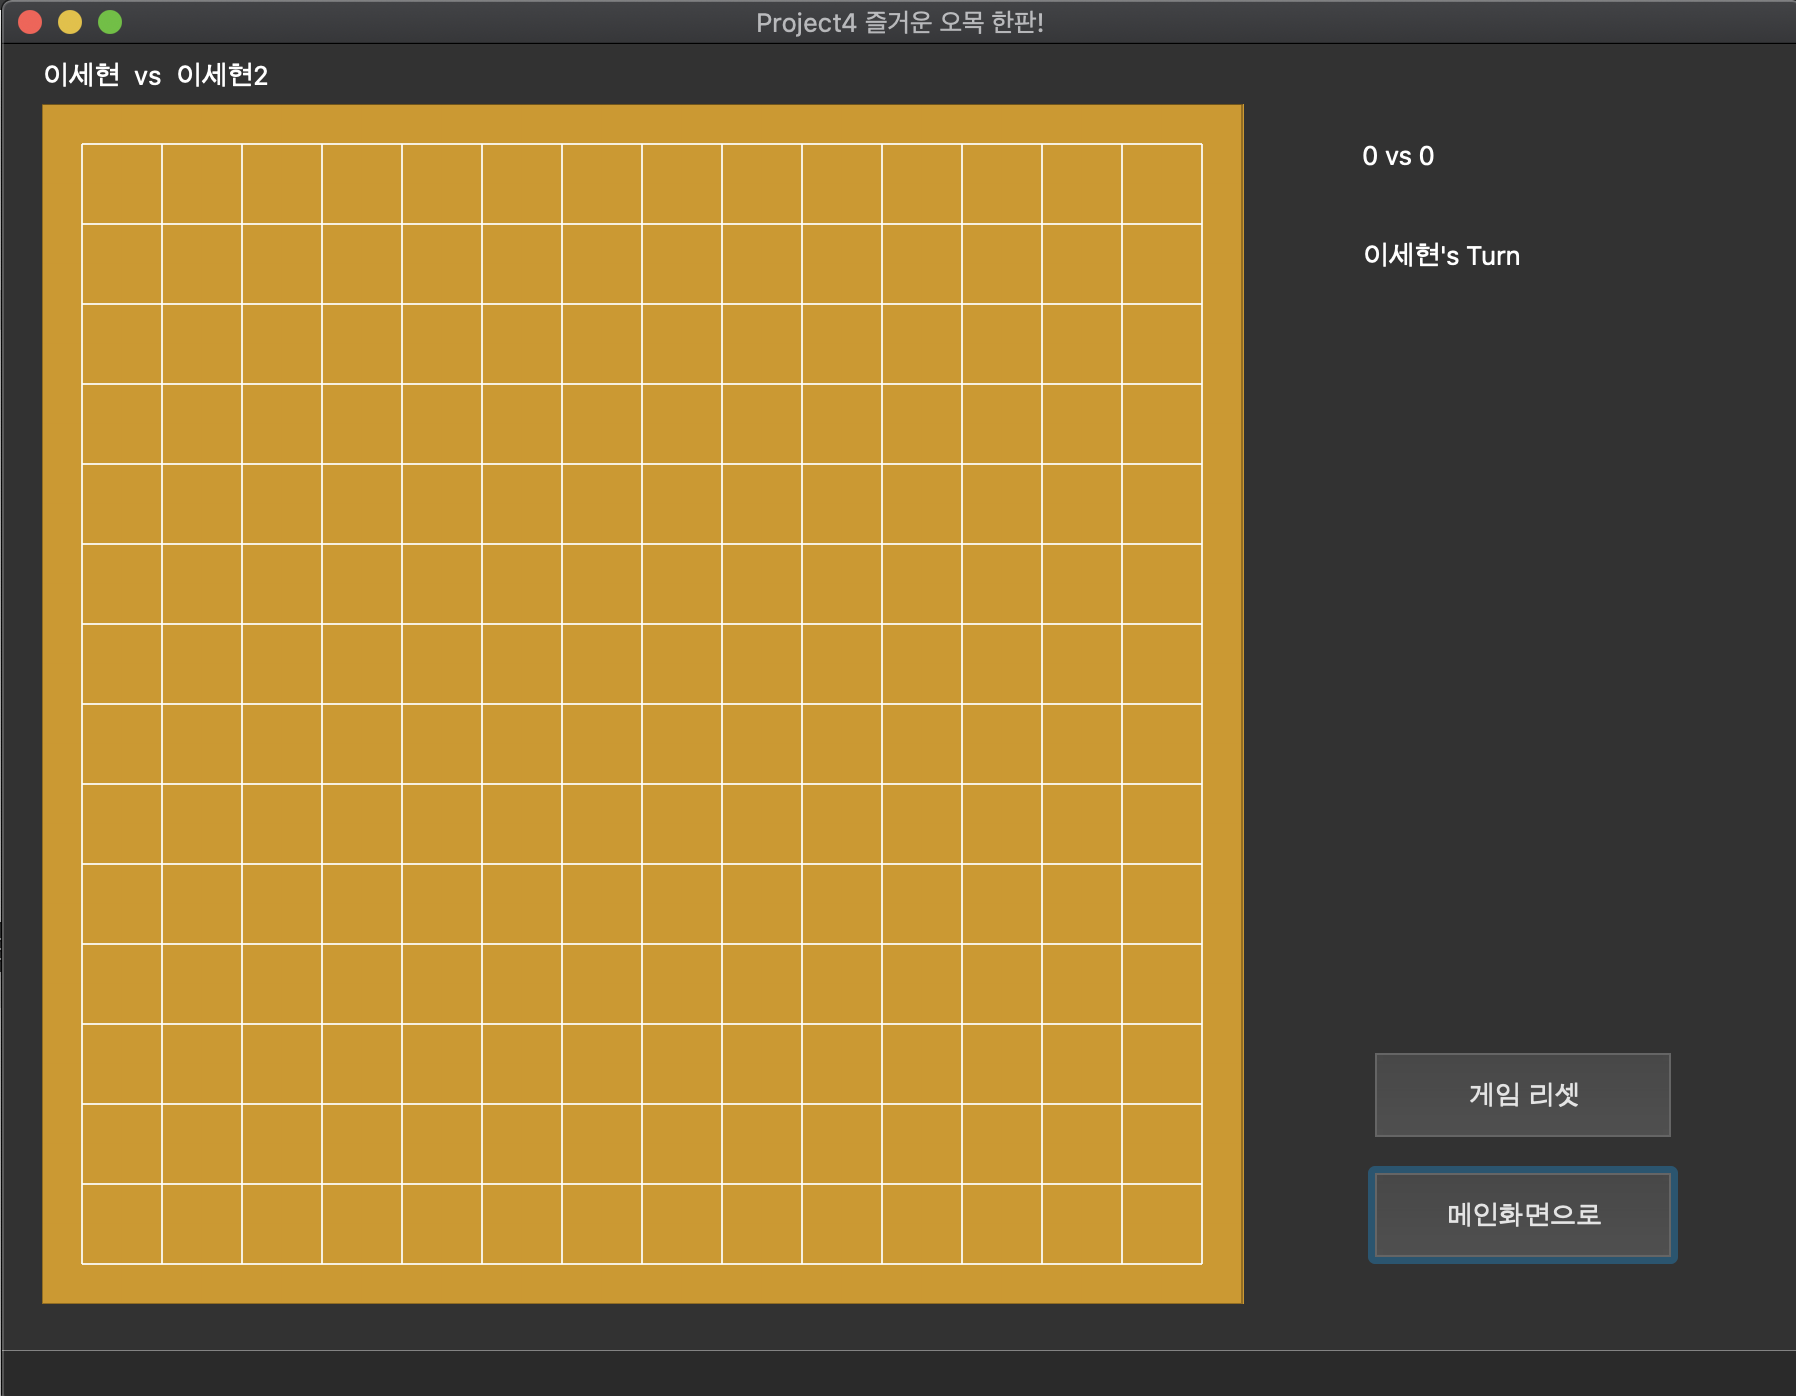 Project4 즐거운 오목 한판!
이세현 vs 이세현2
0 vs 0
이세현's Turn
게임 리셋
메인화면으로